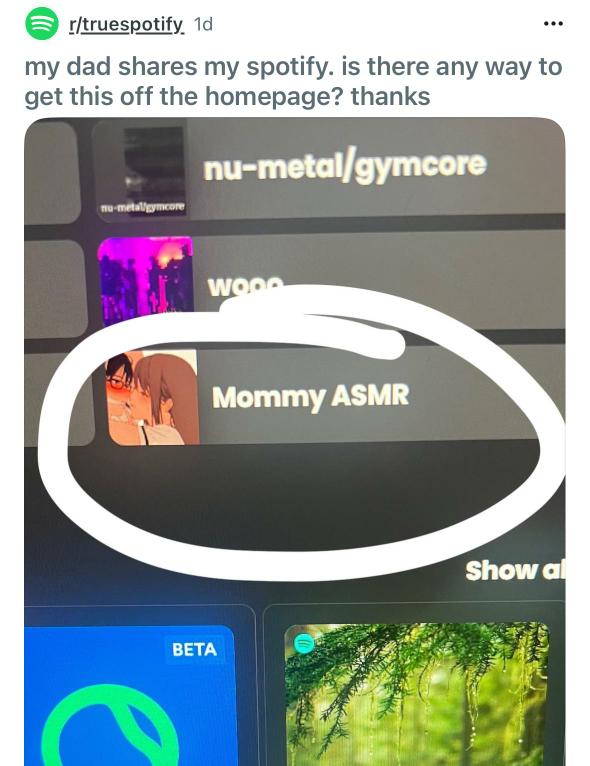 r/truespotify 1d
my dad shares my spotify. is there any way to
get this off the homepage? thanks
nu-metal/gymcore
nu-metal/gymcore
wooo
Mommy ASMR
Show al
BETA